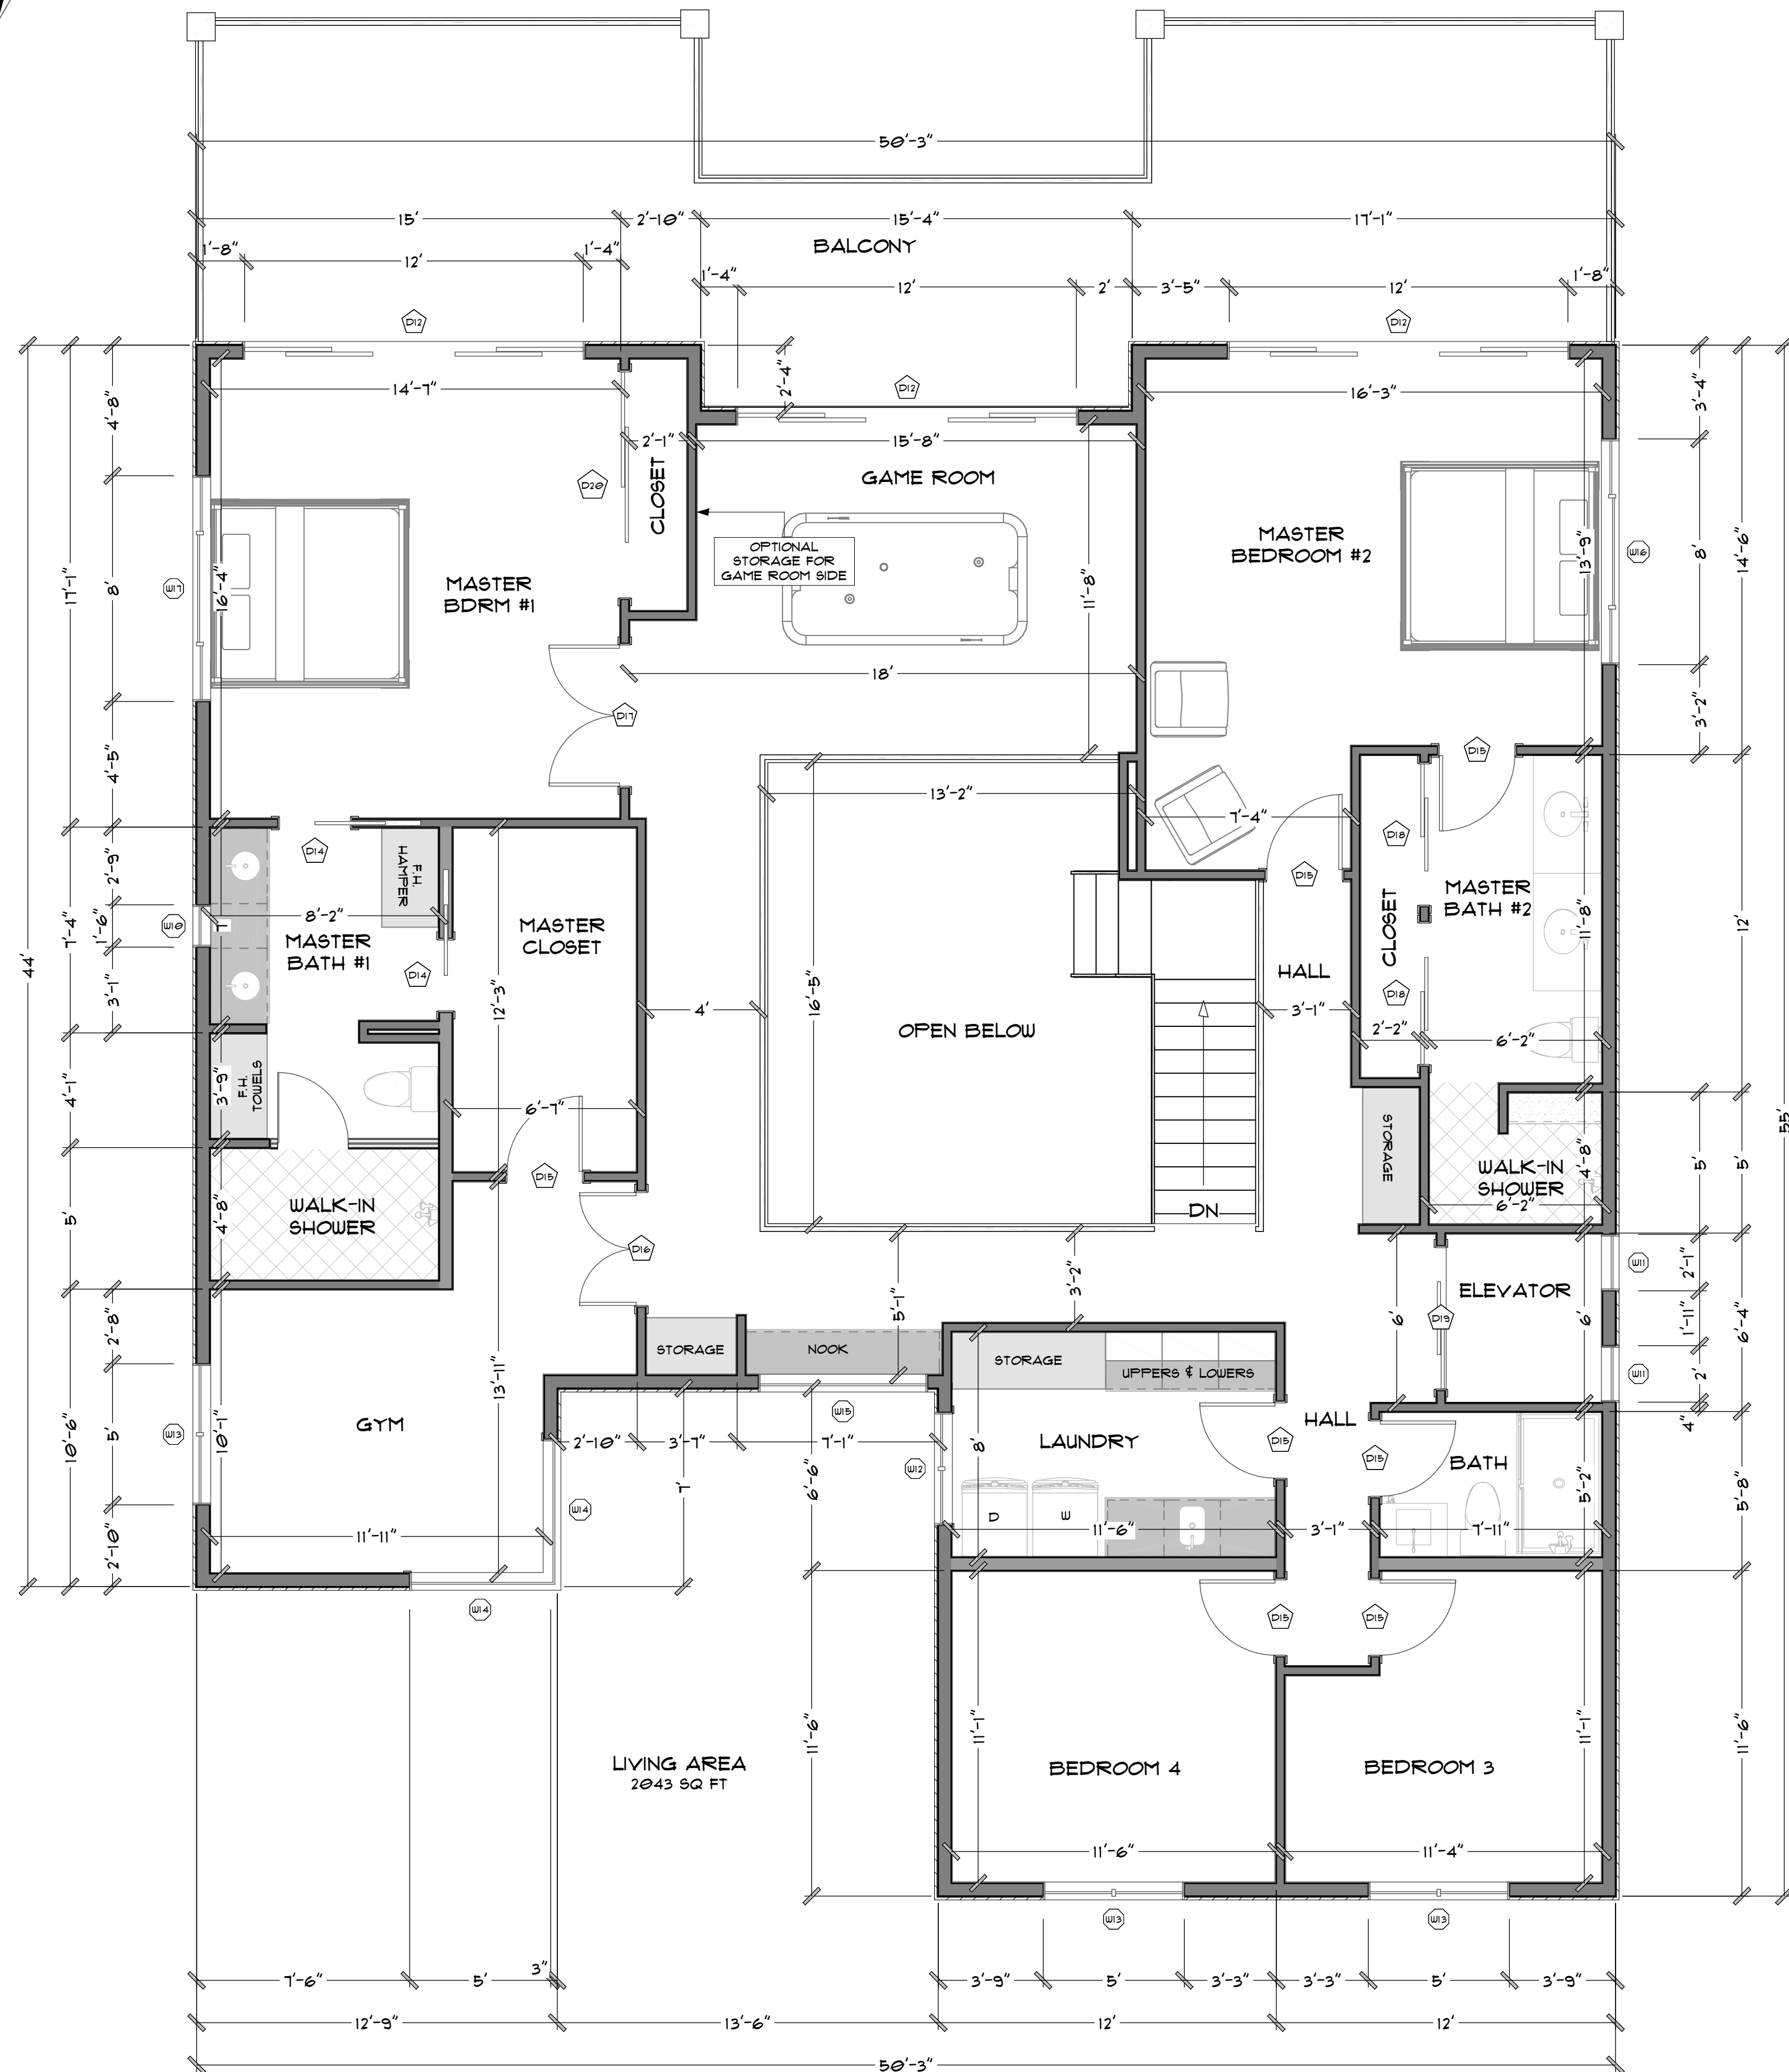 50'-3"
15'
2'-10"
15'-4"
17'-1"
BALCONY
1'-8"
12'
1'-4"
1'-4"
12'
2'
3'-5"
12'
1'-8"
D12
D12
D12
2'-4"
14'-7"
16'-3"
2'-1"
15'-8"
4'-8"
3'-4"
GAME ROOM
D20
CLOSET
OPTIONAL
STORAGE FOR
GAME ROOM SIDE
MASTER
BEDROOM #2
13'-9"
W16
8'
14'-6"
MASTER
BDRM #1
16'-4"
W17
8'
17'-1"
11'-8"
18'
D17
3'-2"
4'-5"
D15
13'-2"
7'-4"
D14
D18
D15
2'-9"
F.H.
HAMPER
8'-2"
MASTER
BATH #1
MASTER
CLOSET
MASTER
BATH #2
CLOSET
11'-8"
12'
W10
1'-6"
7'-4"
7'
D14
44'
3'-1"
12'-3"
4'
16'-5"
OPEN BELOW
HALL
3'-1"
D18
2'-2"
6'-2"
F.H.
TOWELS
3'-9"
4'-1"
6'-7"
STORAGE
55'
D15
WALK-IN
SHOWER
4'-8"
5'
WALK-IN
SHOWER
4'-8"
6'-2"
5'
5'
DN
D16
5'-1"
3'-2"
6'
ELEVATOR
D19
6'
W11
2'-1"
1'-11"
6'-4"
W11
2'
4"
2'-8"
STORAGE
NOOK
STORAGE
UPPERS & LOWERS
13'-11"
GYM
10'-1"
W13
5'
10'-6"
W15
2'-10"
3'-7"
7'-1"
LAUNDRY
8'
HALL
D15
D15
BATH
W12
7'
6'-6"
W14
D
W
11'-6"
3'-1"
7'-11"
5'-2"
5'-8"
11'-11"
2'-10"
W14
D15
D15
11'-6"
11'-1"
11'-1"
11'-6"
LIVING AREA
2043 SQ FT
BEDROOM 4
BEDROOM 3
11'-6"
11'-4"
W13
W13
7'-6"
5'
3"
3'-9"
5'
3'-3"
3'-3"
5'
3'-9"
12'-9"
13'-6"
12'
12'
50'-3"